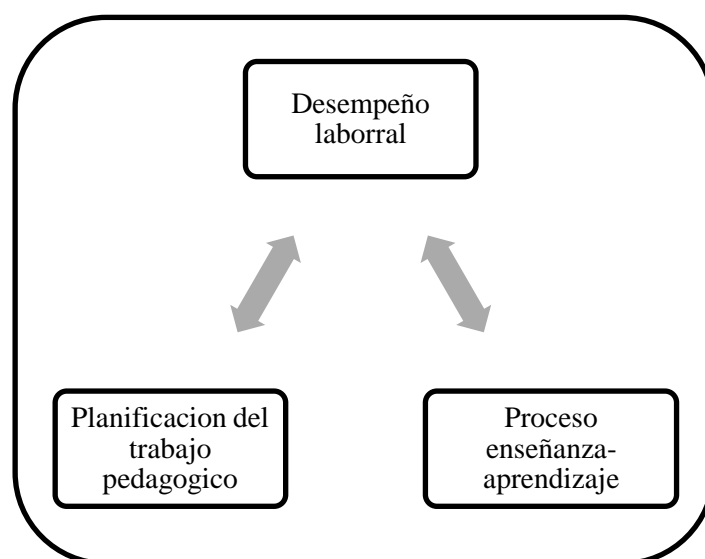 Desempeño
laborral
Planificacion del
trabajo
pedagogico
Proceso
enseñanza-
aprendizaje